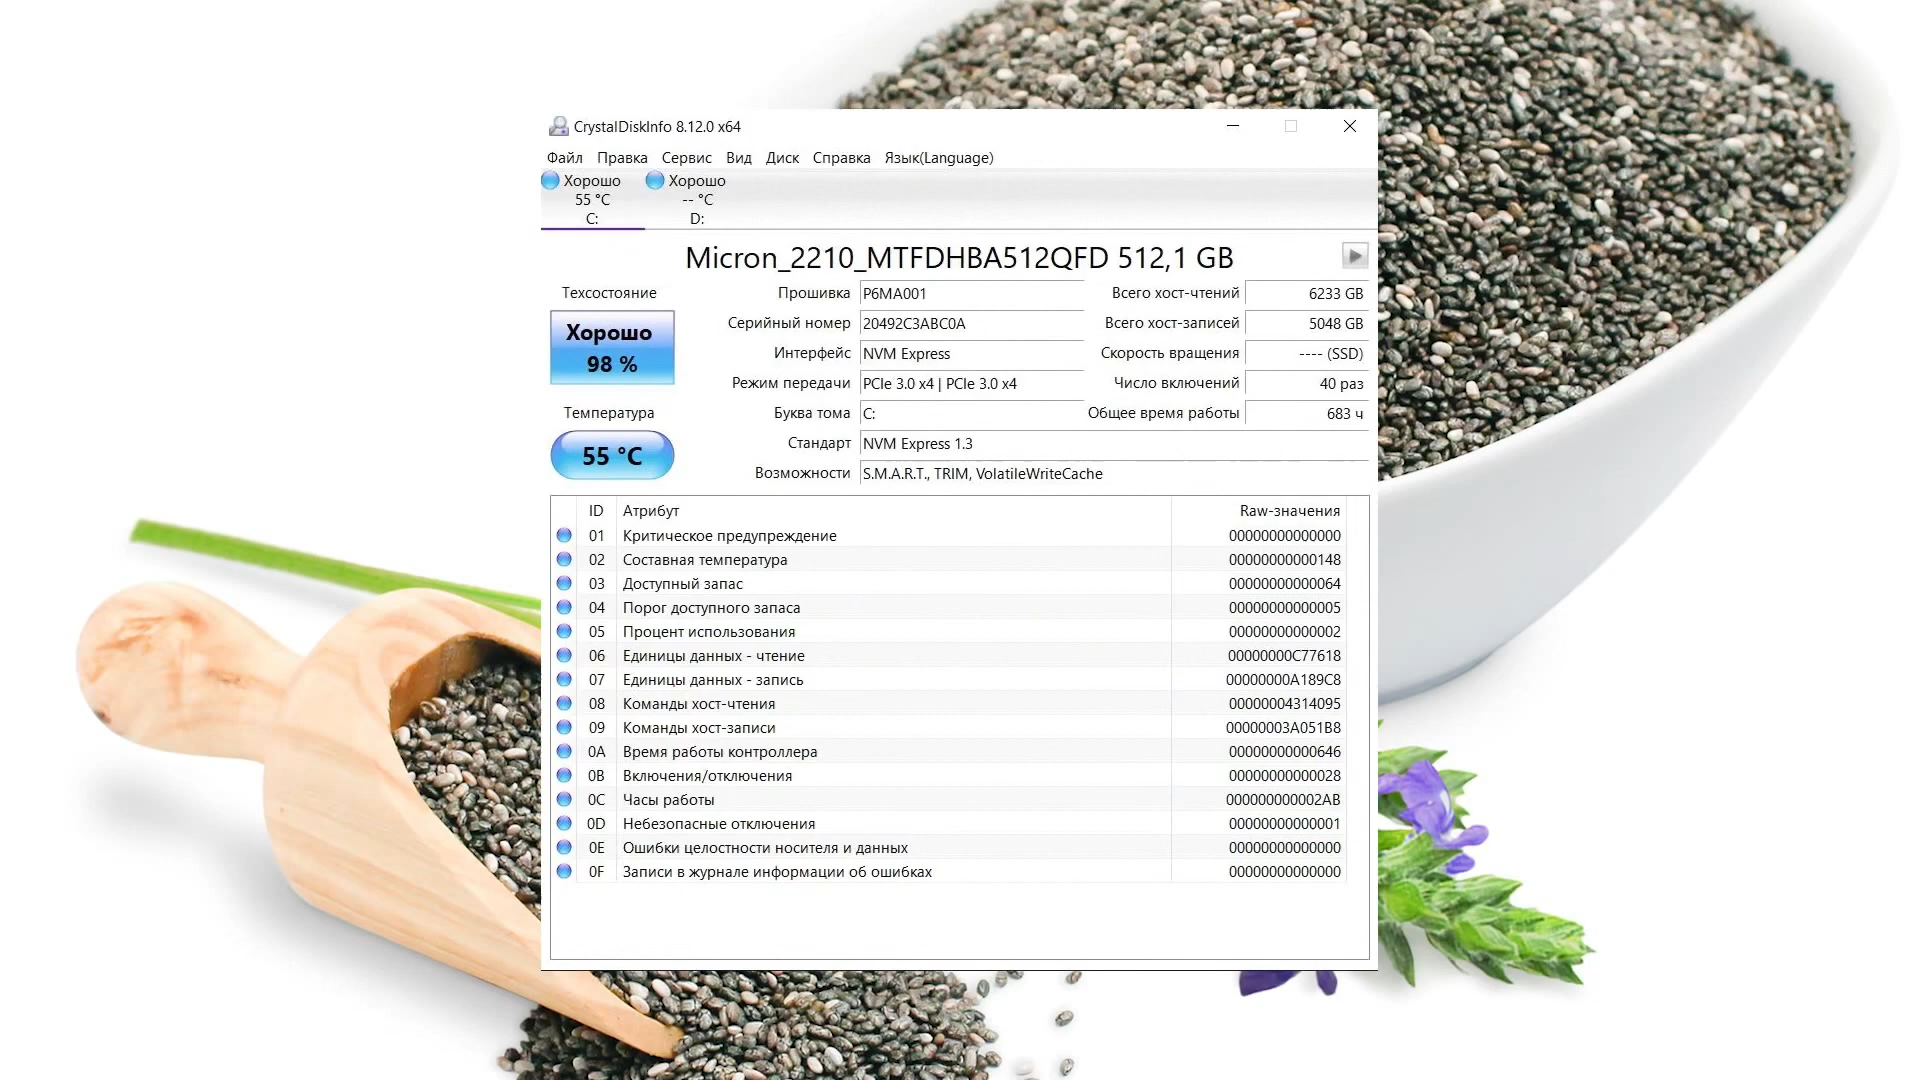 CrystalDiskInfo 8.12.0 x64
Файл Правка Сервис Вид Диск Справка Язык(Language)
Хорошо Хорошо
55 °C -- °C
C: D:
Micron_2210_MTFDHBA512QFD 512,1 GB
Техсостояние Прошивка P6MA001 Всего хост-чтений 6233 GB
Хорошо Серийный номер 20492C3ABC0A Всего хост-записей 5048 GB
98 % Интерфейс NVM Express Скорость вращения ---- (SSD)
Режим передачи PCIe 3.0 x4 | PCIe 3.0 x4 Число включений 40 раз
Температура Буква тома C: Общее время работы 683 ч
55 °C Стандарт NVM Express 1.3
Возможности S.M.A.R.T., TRIM, VolatileWriteCache
ID Атрибут Raw-значения
01 Критическое предупреждение 00000000000000
02 Составная температура 00000000000148
03 Доступный запас 00000000000064
04 Порог доступного запаса 00000000000005
05 Процент использования 00000000000002
06 Единицы данных - чтение 00000000C77618
07 Единицы данных - запись 00000000A189C8
08 Команды хост-чтения 00000004314095
09 Команды хост-записи 00000003A051B8
0A Время работы контроллера 00000000000646
0B Включения/отключения 00000000000028
0C Часы работы 000000000002AB
0D Небезопасные отключения 00000000000001
0E Ошибки целостности носителя и данных 00000000000000
0F Записи в журнале информации об ошибках 00000000000000